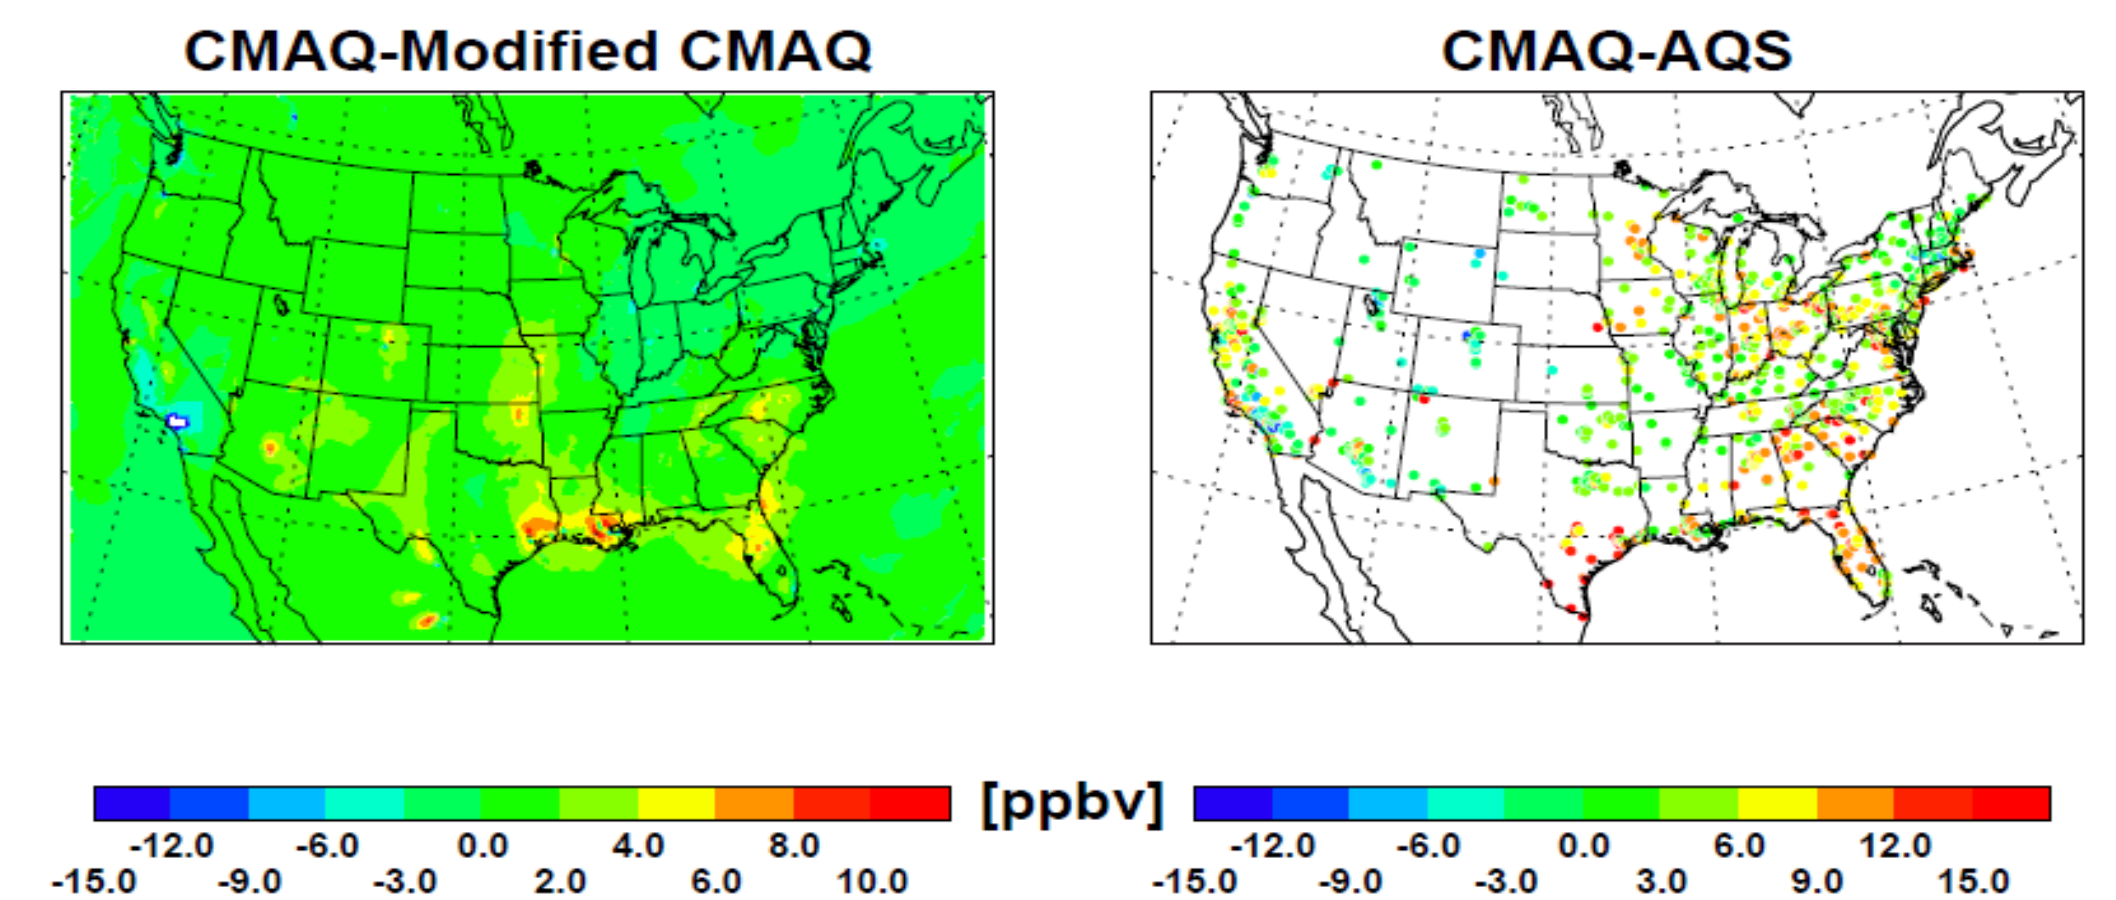 CMAQ-Modified CMAQ
CMAQ-AQS
[ppbv]
-12.0 -6.0 0.0 4.0 8.0
-15.0 -9.0 -3.0 2.0 6.0 10.0
-12.0 -6.0 0.0 6.0 12.0
-15.0 -9.0 -3.0 3.0 9.0 15.0